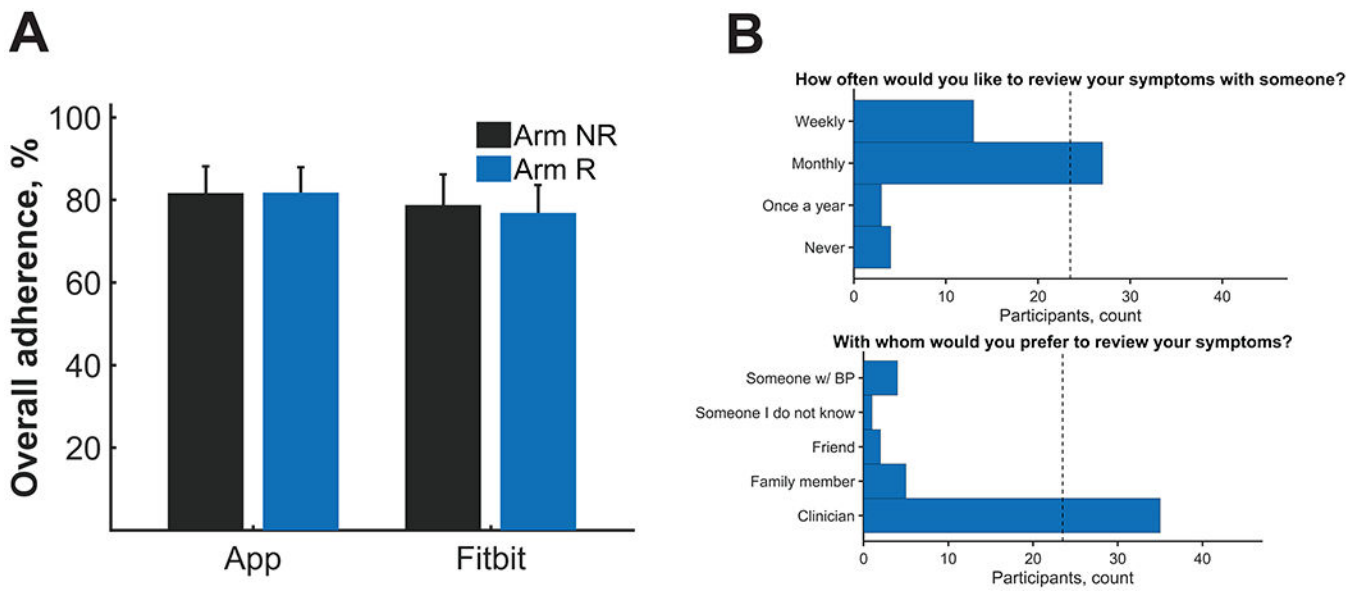 A
Overall adherence, %
100
80
60
40
20
Arm NR
Arm R
App
Fitbit
B
How often would you like to review your symptoms with someone?
Weekly
Monthly
Once a year
Never
0 10 20 30 40
Participants, count
With whom would you prefer to review your symptoms?
Someone w/ BP
Someone I do not know
Friend
Family member
Clinician
0 10 20 30 40
Participants, count